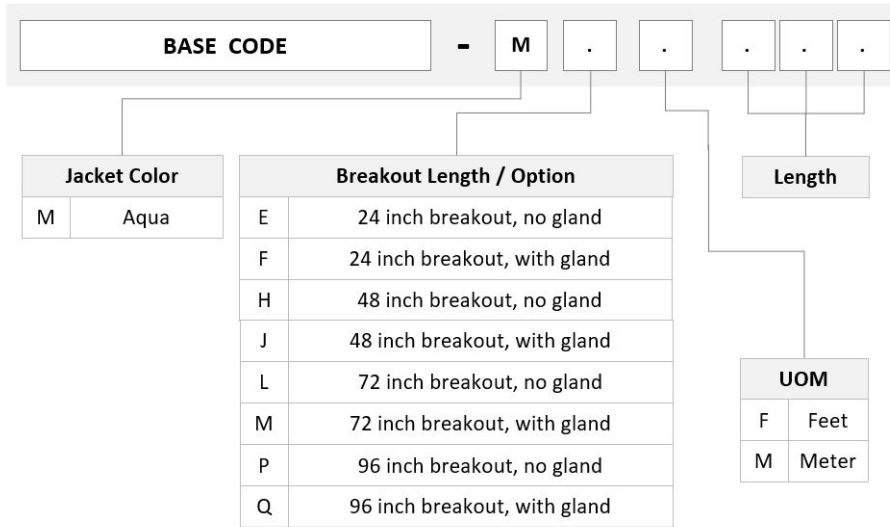 BASE CODE - M . . . . .
Jacket Color
M Aqua
Breakout Length / Option
E 24 inch breakout, no gland
F 24 inch breakout, with gland
H 48 inch breakout, no gland
J 48 inch breakout, with gland
L 72 inch breakout, no gland
M 72 inch breakout, with gland
P 96 inch breakout, no gland
Q 96 inch breakout, with gland
Length
UOM
F Feet
M Meter